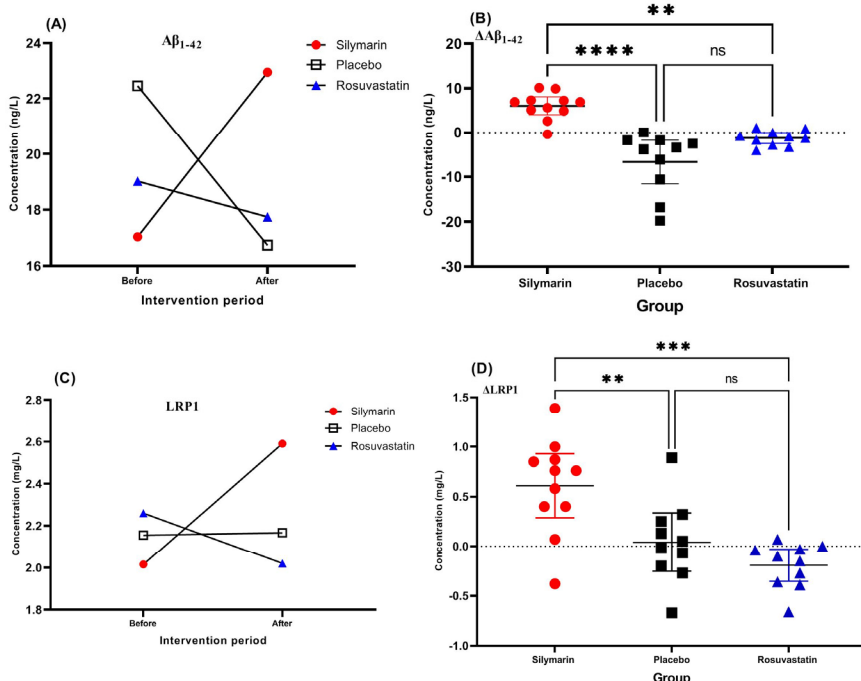 (A)
Aβ1-42
Silymarin
Placebo
Rosuvastatin
Concentration (ng/L)
24
22
20
18
16
Before
After
Intervention period
(B)
ΔAβ1-42
**
****
ns
Concentration (ng/L)
20
10
0
-10
-20
-30
Silymarin
Placebo
Rosuvastatin
Group
(C)
LRP1
Silymarin
Placebo
Rosuvastatin
Concentration (mg/L)
2.8
2.6
2.4
2.2
2.0
1.8
Before
After
Intervention period
(D)
ΔLRP1
***
**
ns
Concentration (mg/L)
1.5
1.0
0.5
0.0
-0.5
-1.0
Silymarin
Placebo
Rosuvastatin
Group